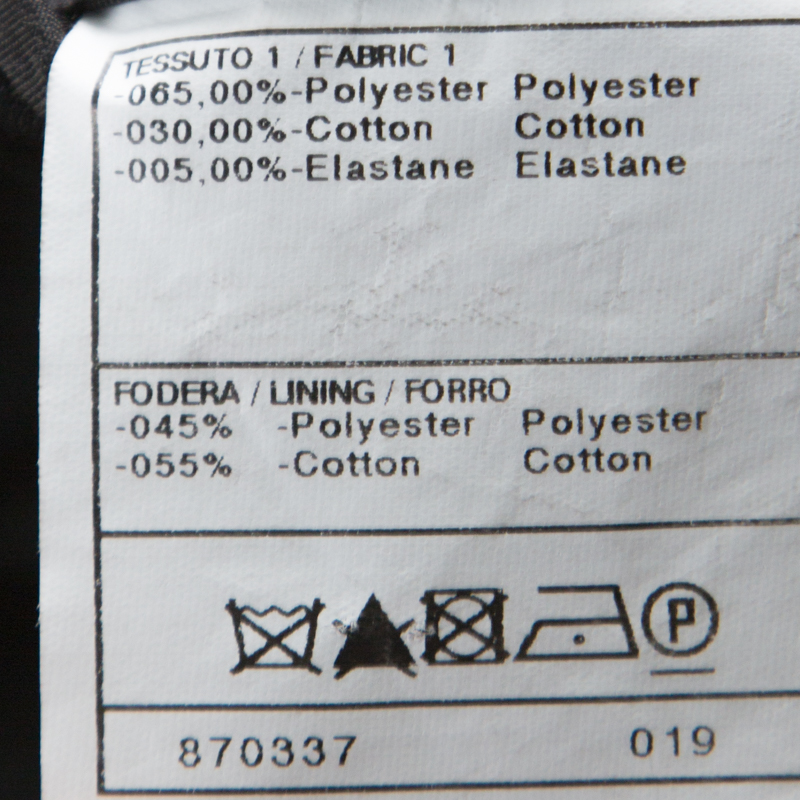 TESSUTO 1 / FABRIC 1
-065,00%-Polyester Polyester
-030,00%-Cotton Cotton
-005,00%-Elastane Elastane
FODERA / LINING / FORRO
-045% -Polyester Polyester
-055% -Cotton Cotton
P
870337 019